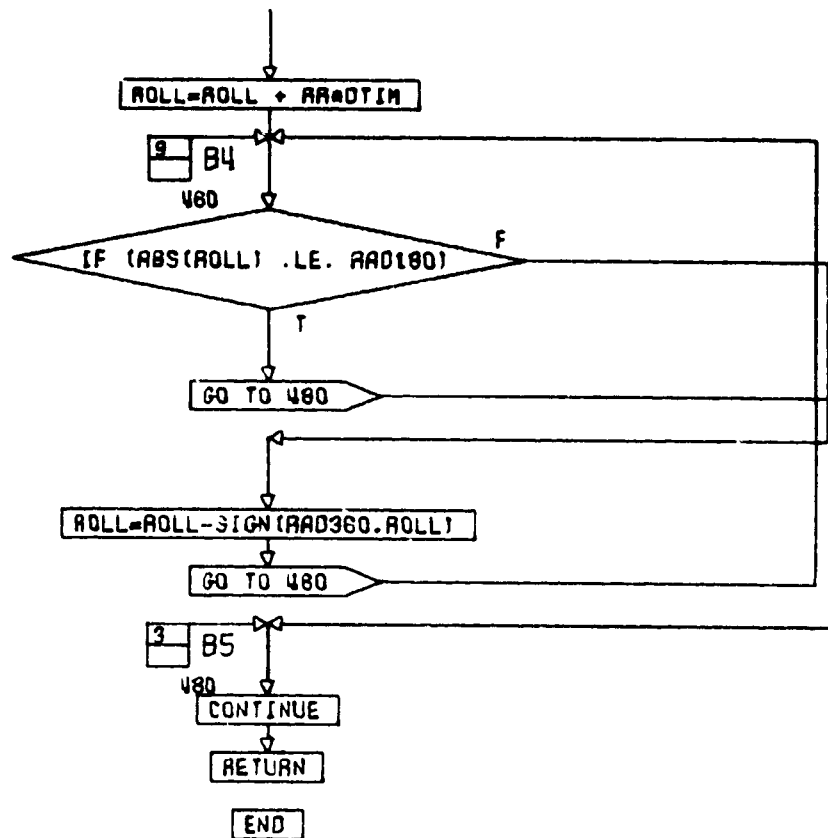 ROLL=ROLL + RR*DTIM
9
B4
460
IF (ABS(ROLL) .LE. RAD180)
F
T
GO TO 480
ROLL=ROLL-SIGN(RAD360.ROLL)
GO TO 460
3
B5
480
CONTINUE
RETURN
END